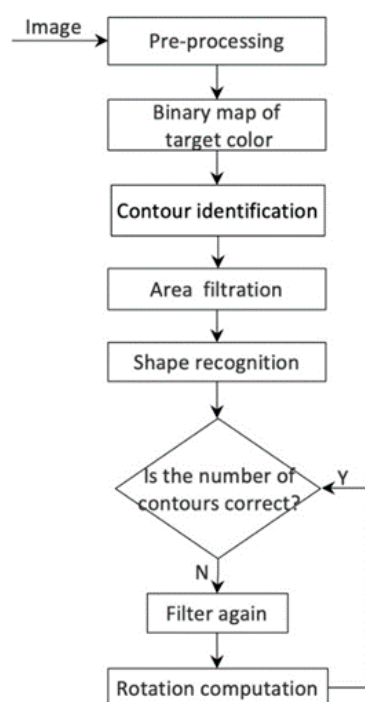 Image
Pre-processing
Binary map of
target color
Contour identification
Area filtration
Shape recognition
Is the number of
contours correct?
Y
N
Filter again
Rotation computation